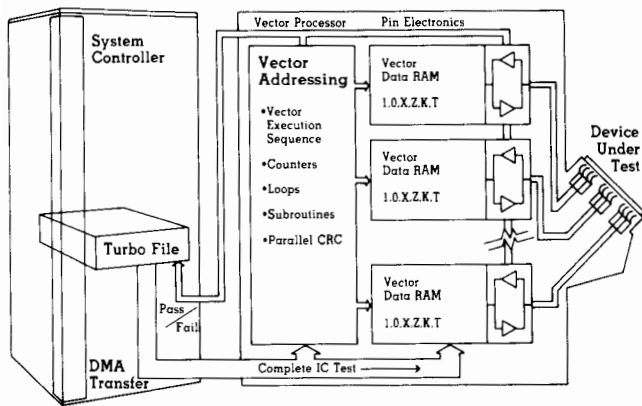 System
Controller
Turbo File
Pass
Fail
DMA
Transfer
Vector Processor
Pin Electronics
Vector
Addressing
•Vector
Execution
Sequence
•Counters
•Loops
•Subroutines
•Parallel CRC
Vector
Data RAM
1.0.X.Z.K.T
Vector
Data RAM
1.0.X.Z.K.T
Vector
Data RAM
1.0.X.Z.K.T
Device
Under
Test
Complete IC Test